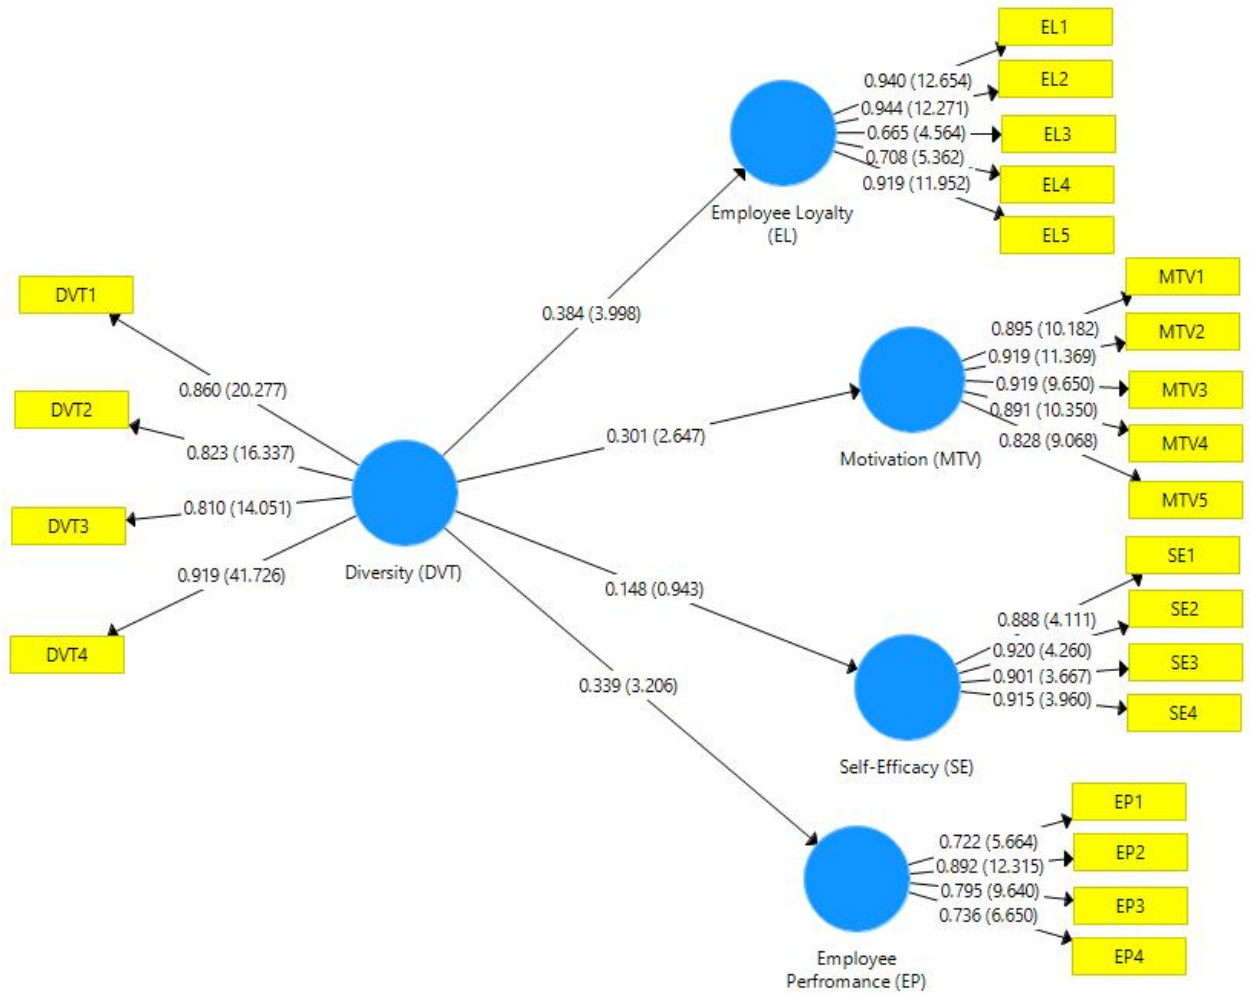 EL1
0.940 (12.654)
EL2
0.944 (12.271)
0.665 (4.564)
EL3
0.708 (5.362)
EL4
0.919 (11.952)
EL5
Employee Loyalty
(EL)
DVT1
0.860 (20.277)
DVT2
0.823 (16.337)
0.810 (14.051)
DVT3
0.919 (41.726)
DVT4
Diversity (DVT)
0.384 (3.998)
0.301 (2.647)
0.148 (0.943)
0.339 (3.206)
MTV1
0.895 (10.182)
MTV2
0.919 (11.369)
0.919 (9.650)
MTV3
0.891 (10.350)
MTV4
0.828 (9.068)
MTV5
Motivation (MTV)
SE1
0.888 (4.111)
SE2
0.920 (4.260)
0.901 (3.667)
SE3
0.915 (3.960)
SE4
Self-Efficacy (SE)
EP1
0.722 (5.664)
EP2
0.892 (12.315)
0.795 (9.640)
EP3
0.736 (6.650)
EP4
Employee
Perfromance (EP)